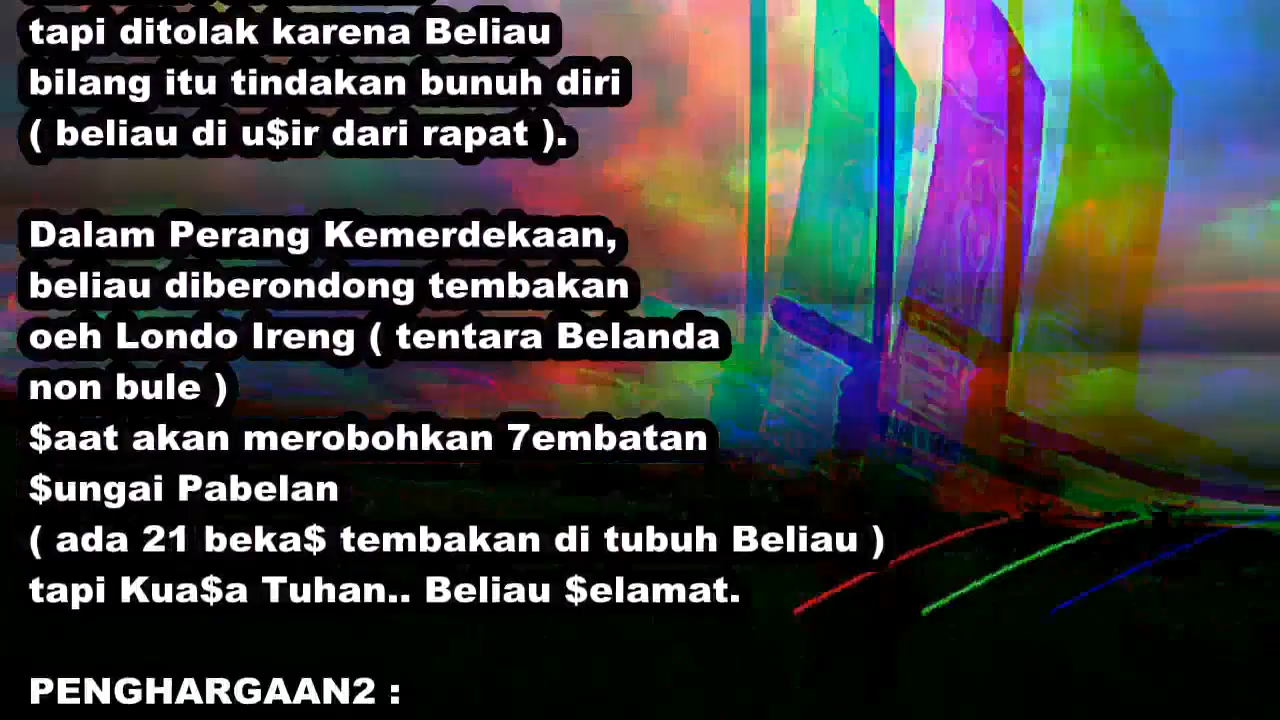 tapi ditolak karena Beliau
bilang itu tindakan bunuh diri
( beliau di u$ir dari rapat ).
Dalam Perang Kemerdekaan,
beliau diberondong tembakan
oeh Londo Ireng ( tentara Belanda
non bule )
$aat akan merobohkan 7embatan
$ungai Pabelan
( ada 21 beka$ tembakan di tubuh Beliau )
tapi Kua$a Tuhan.. Beliau $elamat.
PENGHARGAAN2 :